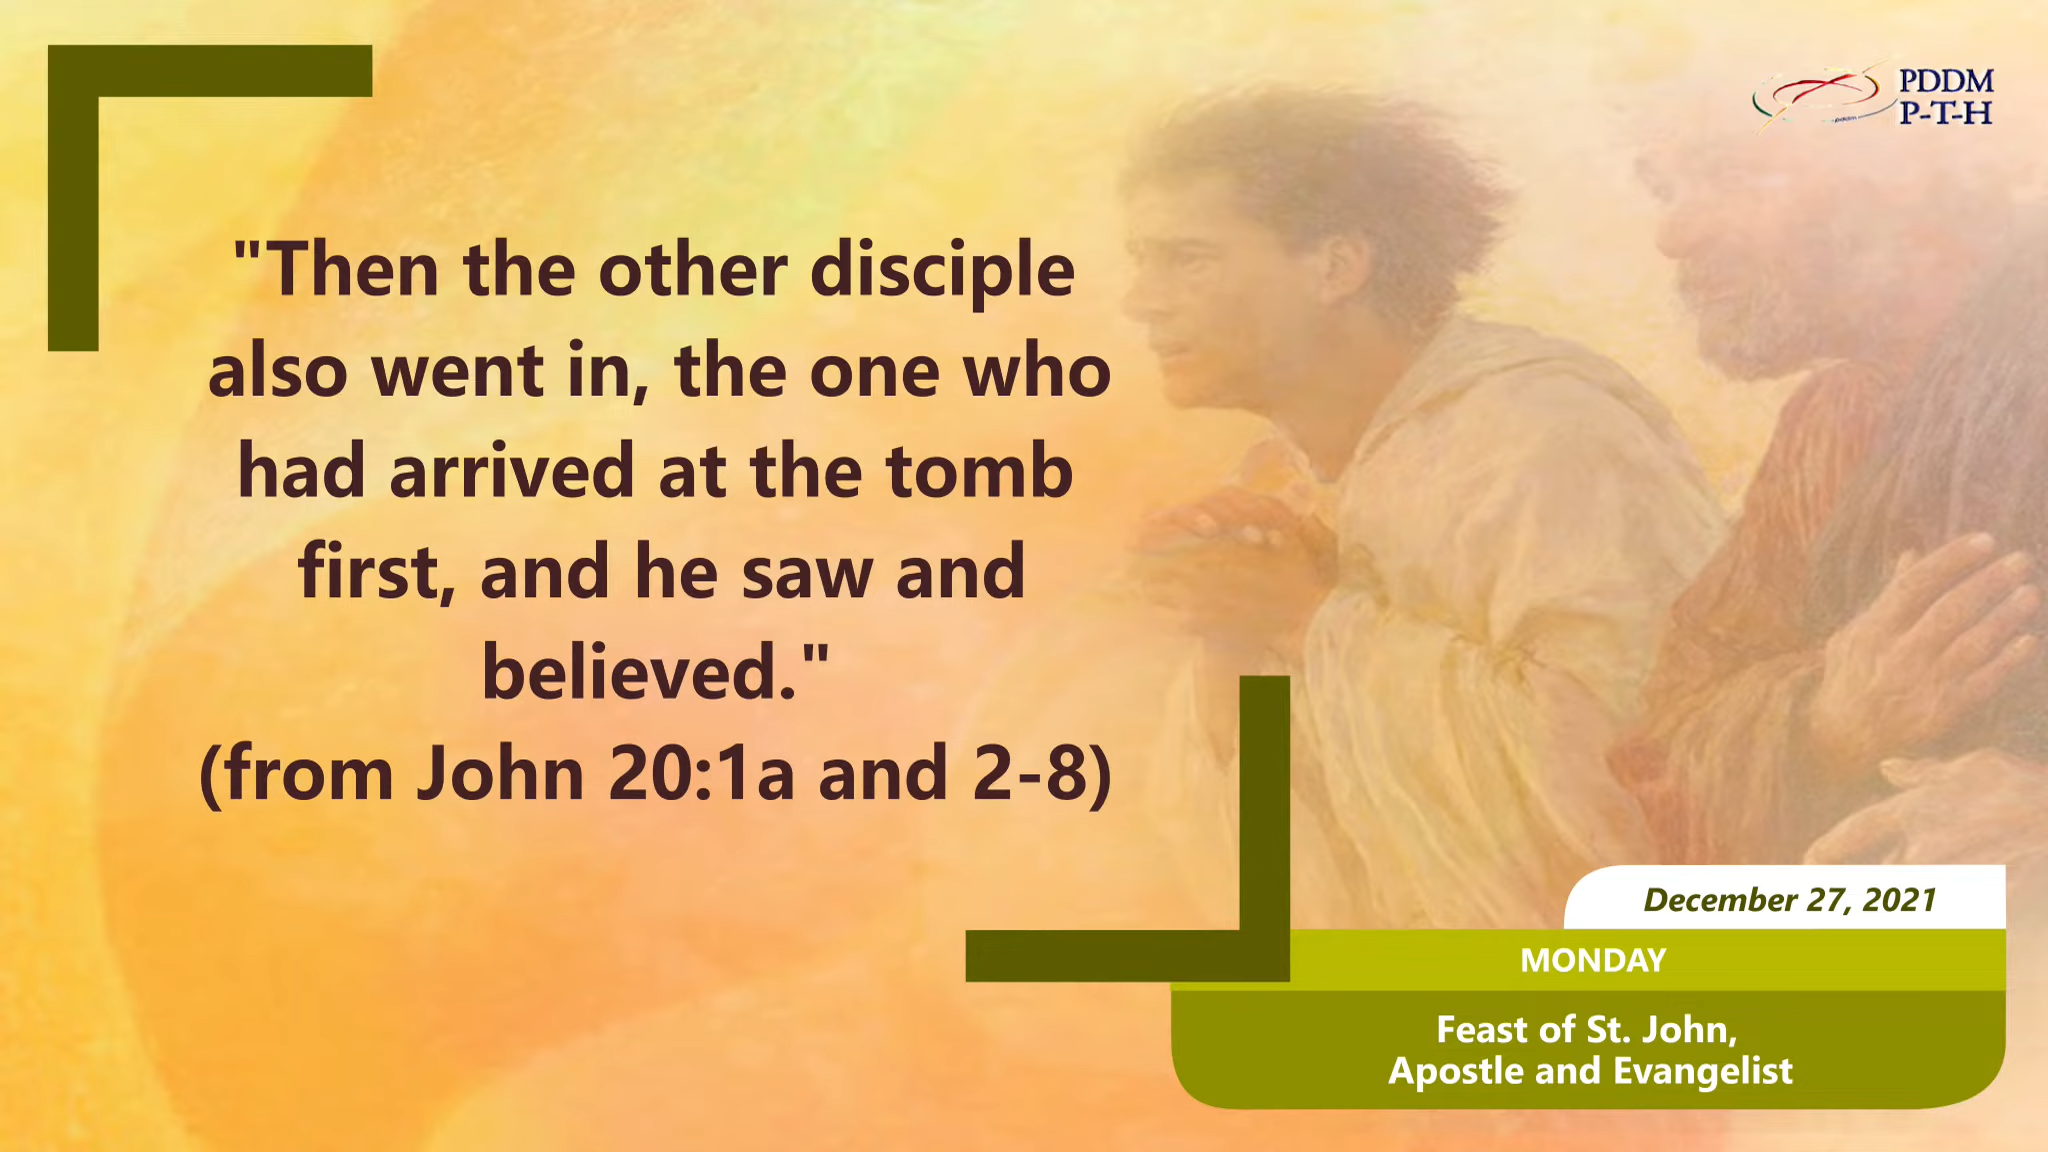 PDDM
P-T-H
"Then the other disciple
also went in, the one who
had arrived at the tomb
first, and he saw and
believed."
(from John 20:1a and 2-8)
December 27, 2021
MONDAY
Feast of St. John,
Apostle and Evangelist